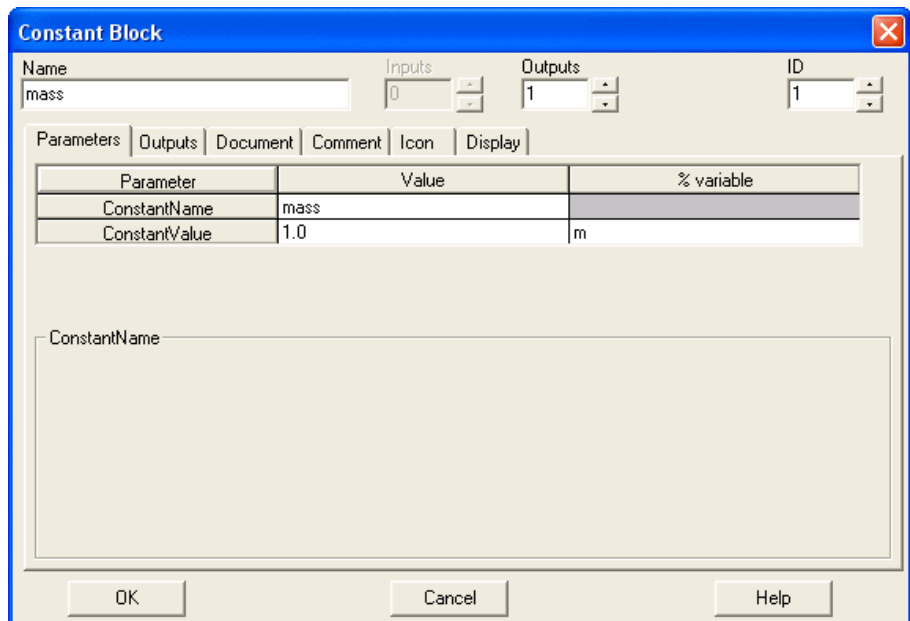 Constant Block
Name Inputs Outputs ID
mass 0 1 1
Parameters Outputs Document Comment Icon Display
Parameter Value % variable
ConstantName mass
ConstantValue 1.0 m
ConstantName
OK Cancel Help